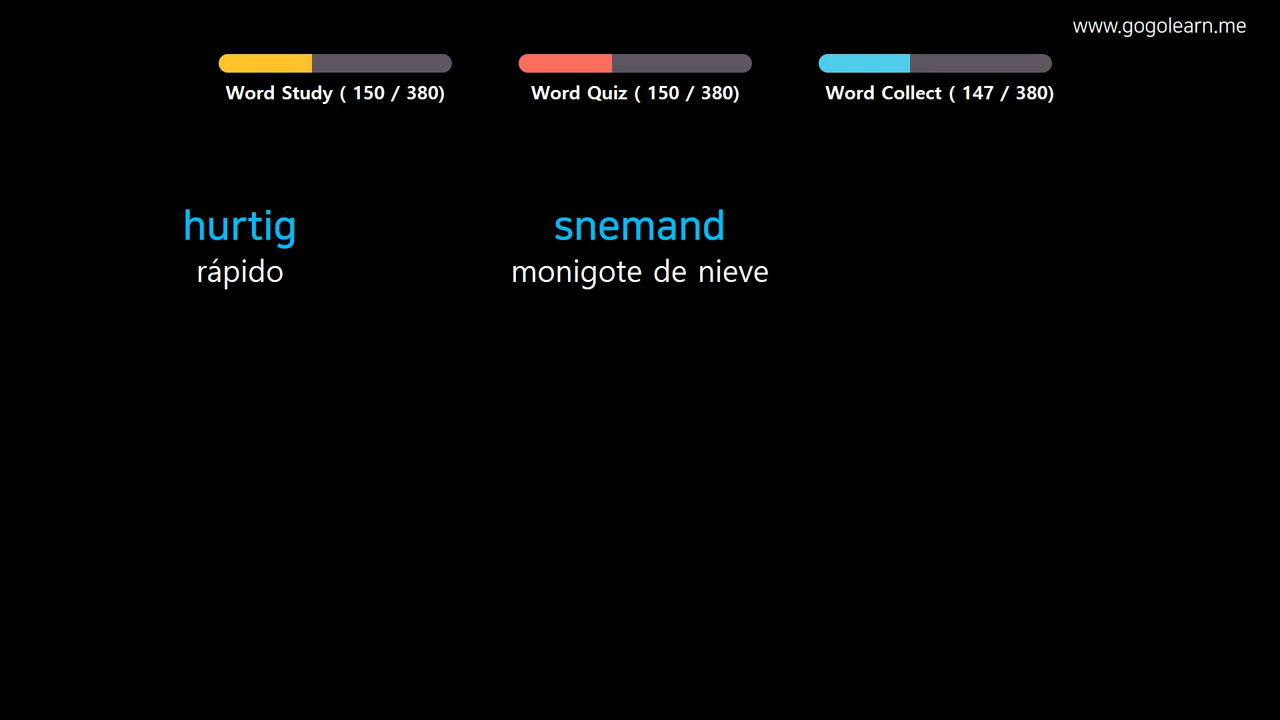 www.gogolearn.me
Word Study ( 150 / 380)
Word Quiz ( 150 / 380)
Word Collect ( 147 / 380)
hurtig
rápido
snemand
monigote de nieve